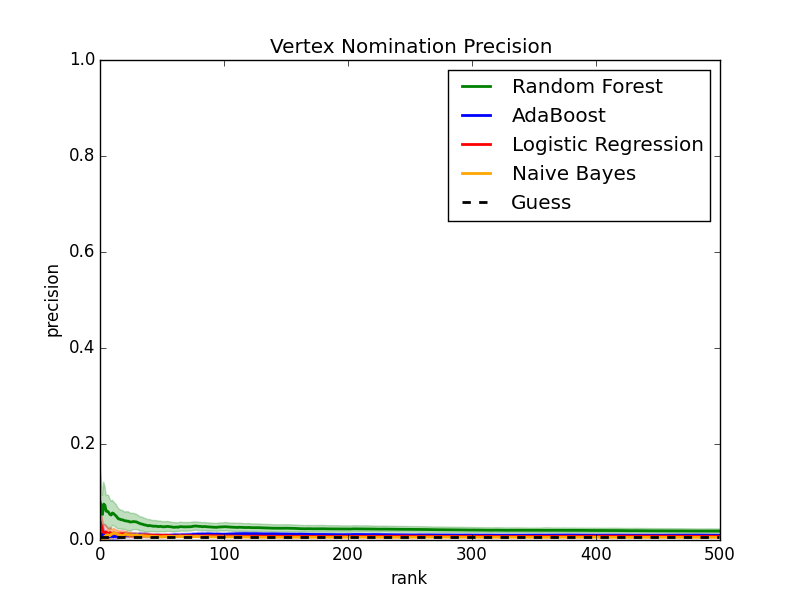 Vertex Nomination Precision
1.0
0.8
0.6
0.4
0.2
0.0
precision
Random Forest
AdaBoost
Logistic Regression
Naive Bayes
Guess
0 100 200 300 400 500
rank